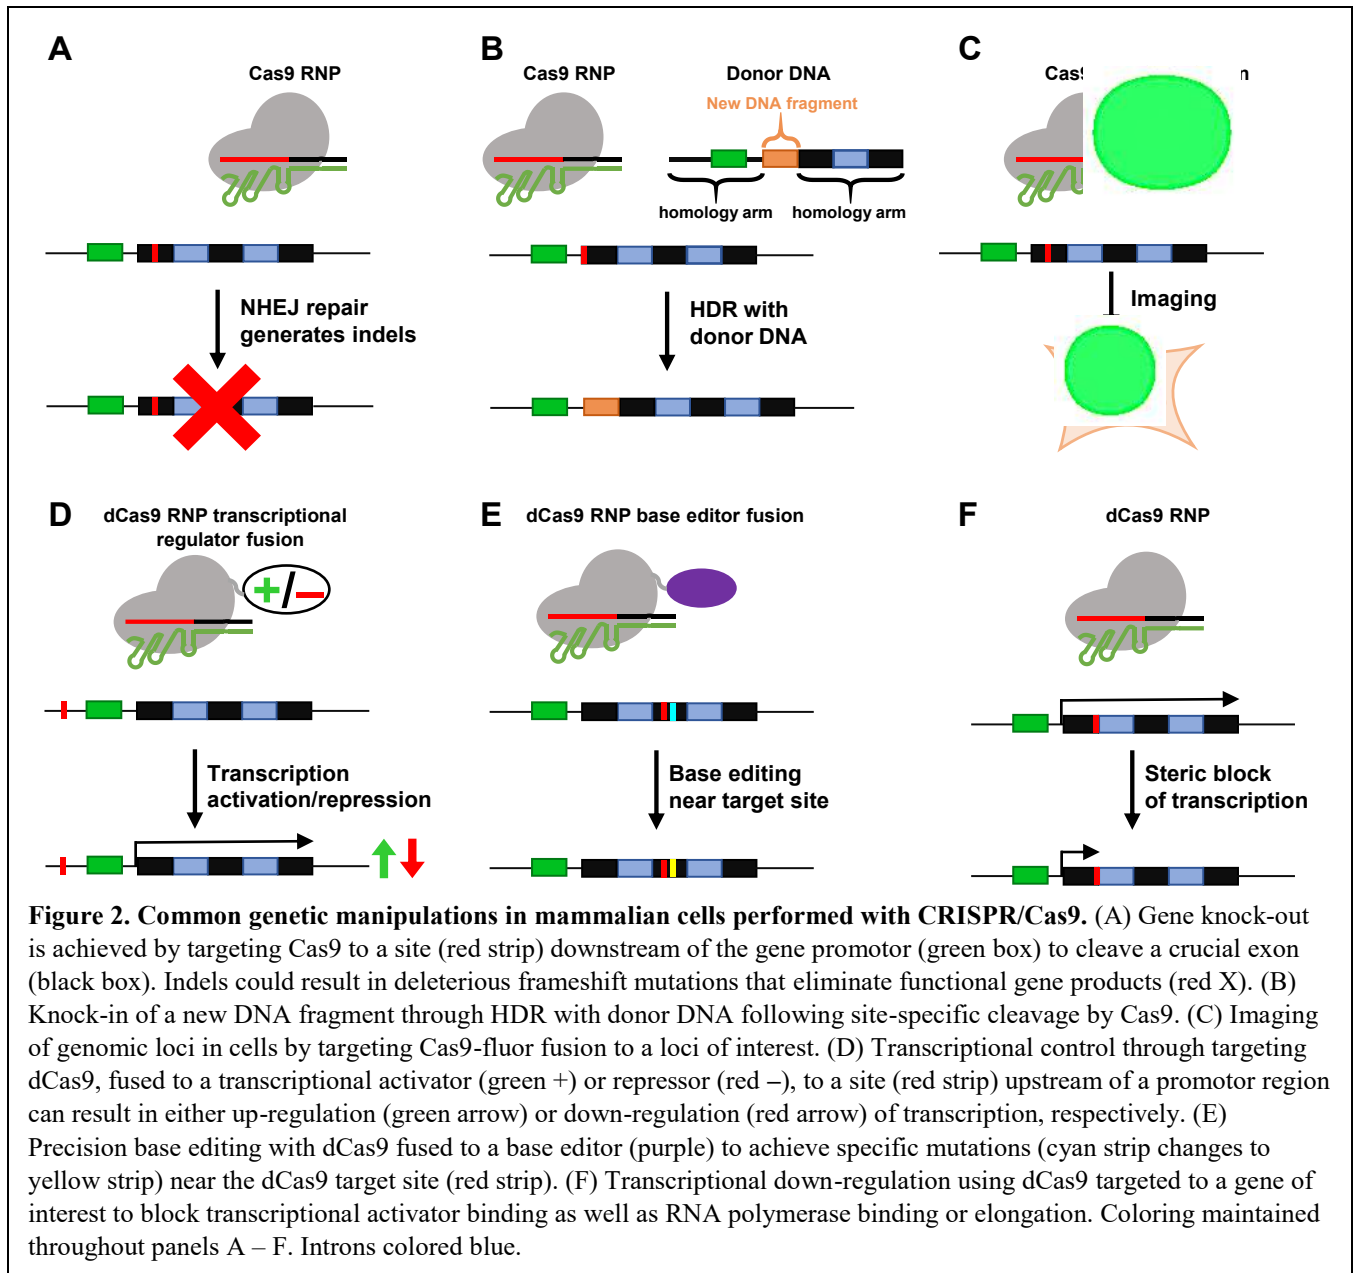 A
Cas9 RNP
NHEJ repair
generates indels
B
Cas9 RNP
Donor DNA
New DNA fragment
homology arm
homology arm
HDR with
donor DNA
C
Imaging
D
dCas9 RNP transcriptional
regulator fusion
+/–
Transcription
activation/repression
E
dCas9 RNP base editor fusion
Base editing
near target site
F
dCas9 RNP
Steric block
of transcription
Figure 2. Common genetic manipulations in mammalian cells performed with CRISPR/Cas9. (A) Gene knock-out
is achieved by targeting Cas9 to a site (red strip) downstream of the gene promotor (green box) to cleave a crucial exon
(black box). Indels could result in deleterious frameshift mutations that eliminate functional gene products (red X). (B)
Knock-in of a new DNA fragment through HDR with donor DNA following site-specific cleavage by Cas9. (C) Imaging
of genomic loci in cells by targeting Cas9-fluor fusion to a loci of interest. (D) Transcriptional control through targeting
dCas9, fused to a transcriptional activator (green +) or repressor (red –), to a site (red strip) upstream of a promotor region
can result in either up-regulation (green arrow) or down-regulation (red arrow) of transcription, respectively. (E)
Precision base editing with dCas9 fused to a base editor (purple) to achieve specific mutations (cyan strip changes to
yellow strip) near the dCas9 target site (red strip). (F) Transcriptional down-regulation using dCas9 targeted to a gene of
interest to block transcriptional activator binding as well as RNA polymerase binding or elongation. Coloring maintained
throughout panels A – F. Introns colored blue.